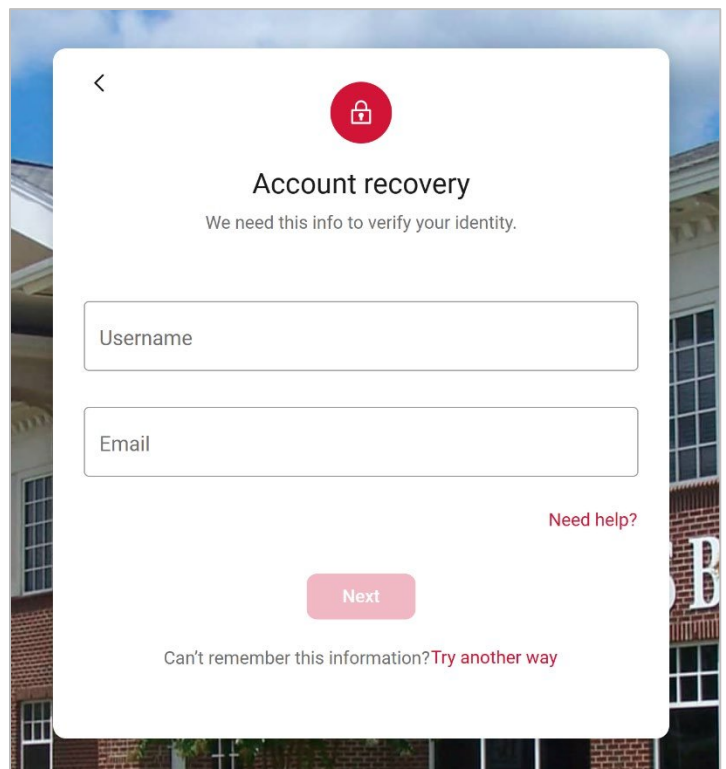 Account recovery
We need this info to verify your identity.
Username
Email
Need help?
SB
Next
Can't remember this information?Try another way